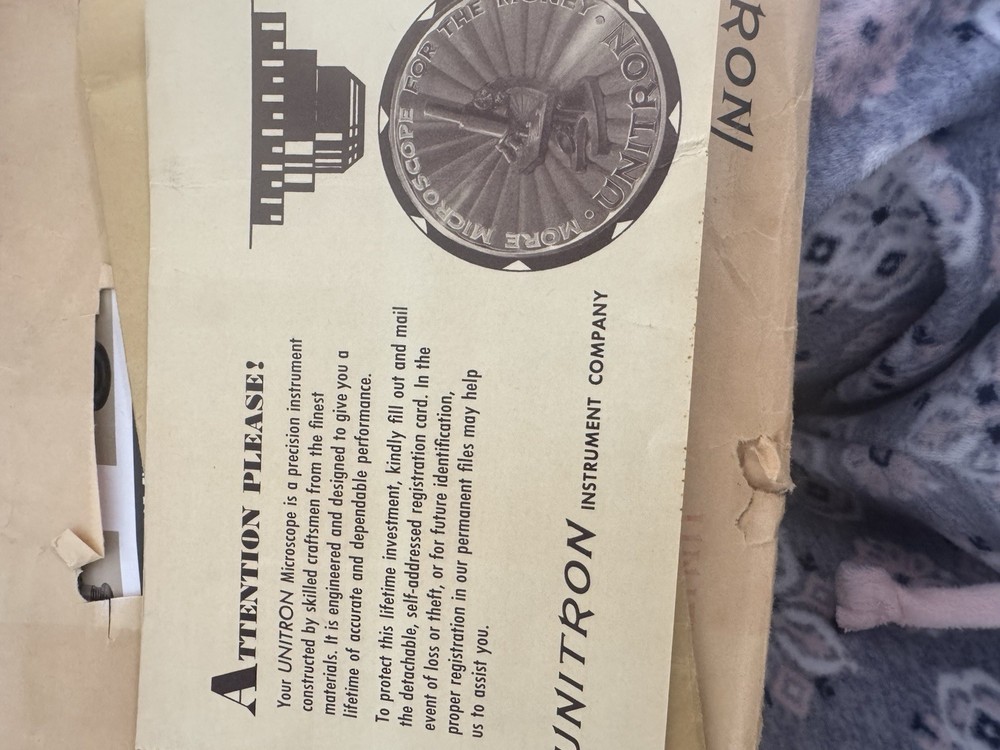 MORE MICROSCOPE FOR THE MONEY • UNITRON •
ATTENTION PLEASE!
Your UNITRON Microscope is a precision instrument
constructed by skilled craftsmen from the finest
materials. It is engineered and designed to give you a
lifetime of accurate and dependable performance.
To protect this lifetime investment, kindly fill out and mail
the detachable, self-addressed registration card. In the
event of loss or theft, or for future identification,
proper registration in our permanent files may help
us to assist you.
UNITRON INSTRUMENT COMPANY
RON